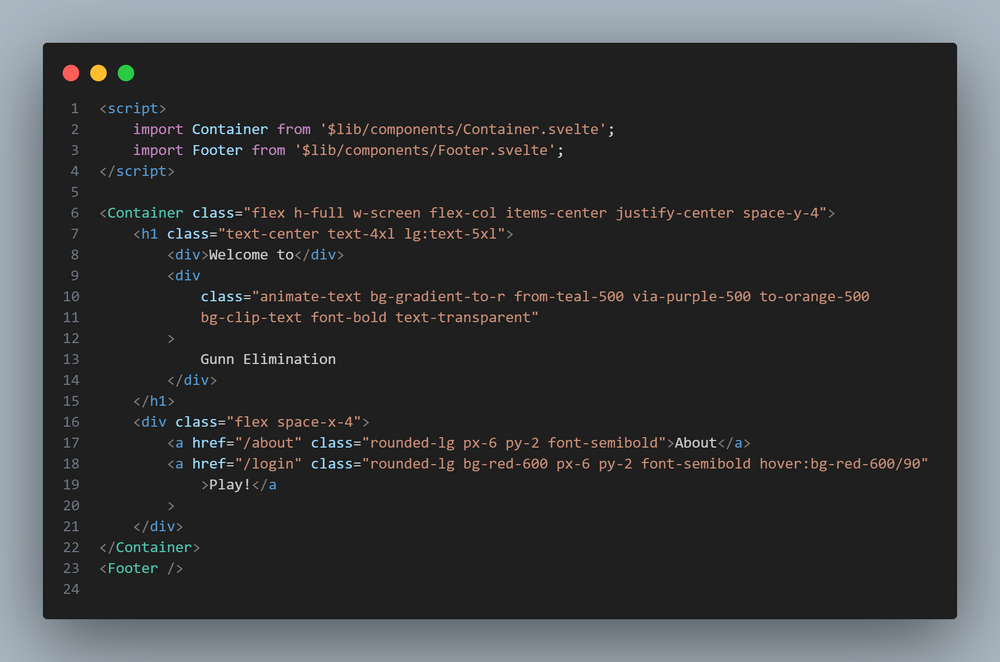 1 <script>
2     import Container from '$lib/components/Container.svelte';
3     import Footer from '$lib/components/Footer.svelte';
4 </script>
5
6 <Container class="flex h-full w-screen flex-col items-center justify-center space-y-4">
7     <h1 class="text-center text-4xl lg:text-5xl">
8         <div>Welcome to</div>
9         <div
10             class="animate-text bg-gradient-to-r from-teal-500 via-purple-500 to-orange-500
11             bg-clip-text font-bold text-transparent"
12         >
13             Gunn Elimination
14         </div>
15     </h1>
16     <div class="flex space-x-4">
17         <a href="/about" class="rounded-lg px-6 py-2 font-semibold">About</a>
18         <a href="/login" class="rounded-lg bg-red-600 px-6 py-2 font-semibold hover:bg-red-600/90"
19             >Play!</a
20         >
21     </div>
22 </Container>
23 <Footer />
24